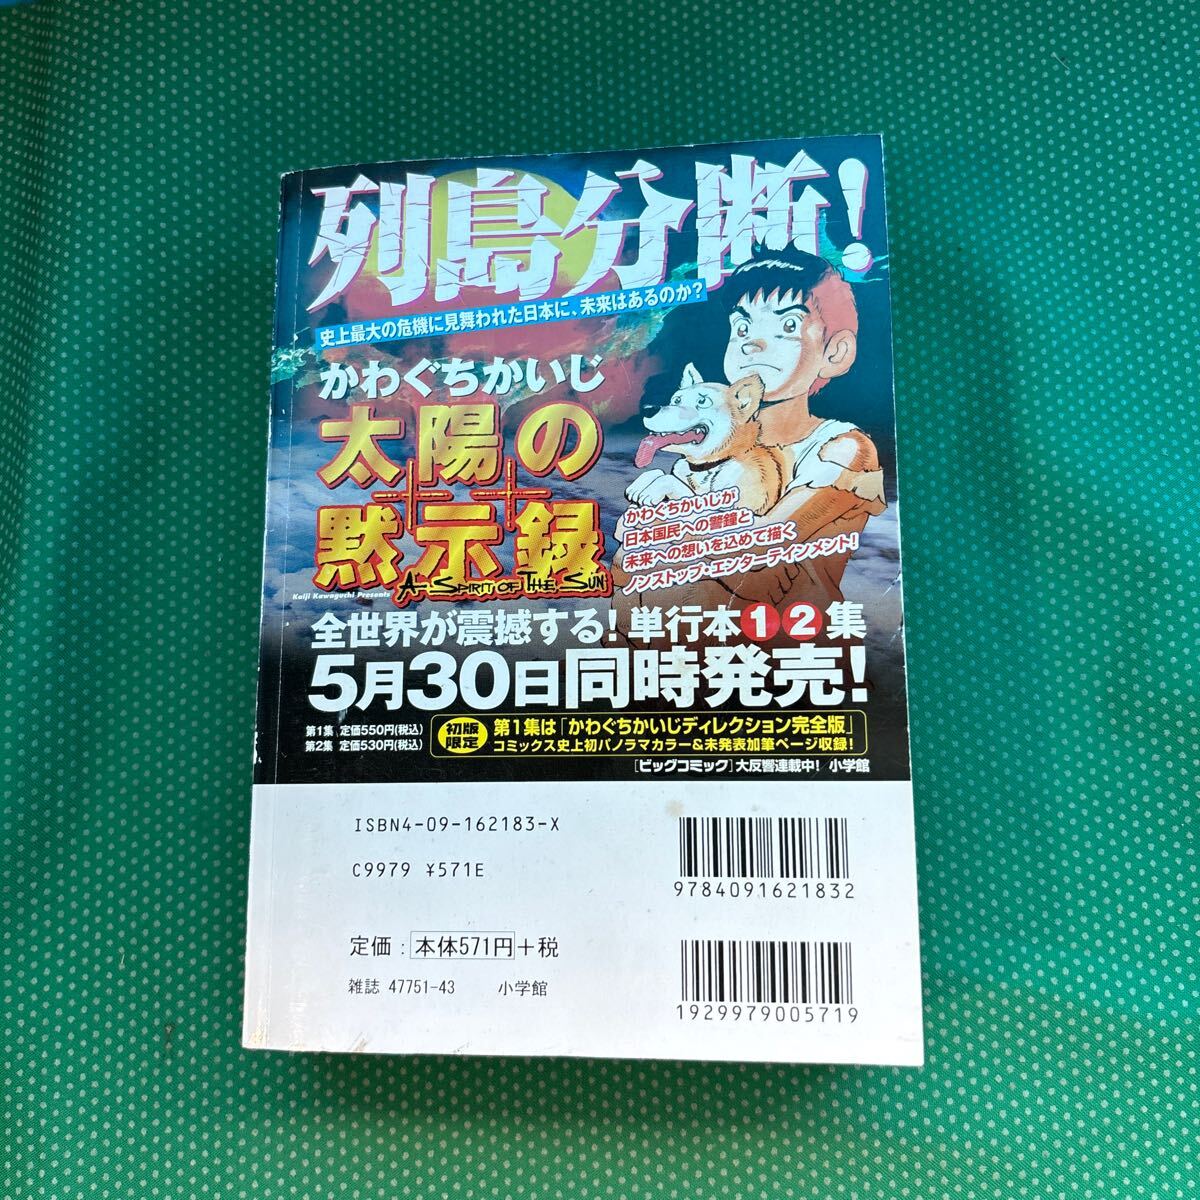 列島分断!
史上最大の危機に見舞われた日本に、未来はあるのか?
かわぐちかいじ
太陽の
黙示録
A SPIRIT OF THE SUN
Kaiji Kawaguchi Presents
かわぐちかいじが
日本国民への警鐘と
未来への想いを込めて描く
ノンストップ・エンターテインメント!
全世界が震撼する! 単行本12集
5月30日同時発売!
第1集 定価550円(税込)
第2集 定価530円(税込)
初版
限定
第1集は「かわぐちかいじディレクション完全版」
コミックス史上初パノラマカラー&未発表加筆ページ収録!
[ビッグコミック]大反響連載中! 小学館
ISBN4-09-162183-X
C9979 ¥571E
9784091621832
定価:本体571円+税
雑誌 47751-43 小学館
1929979005719